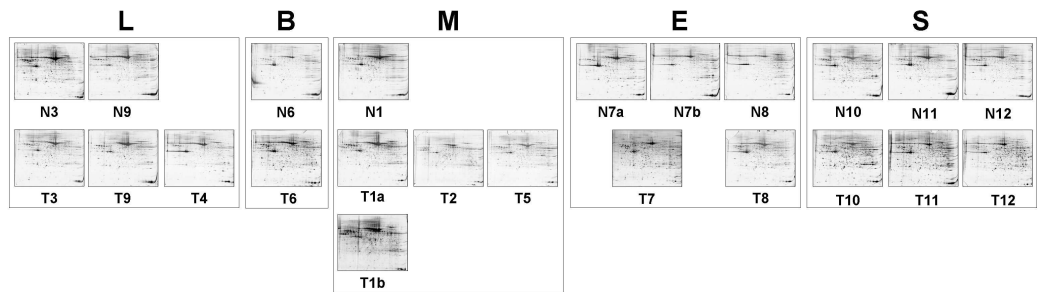 L B M E S
N3 N9 N6 N1 N7a N7b N8 N10 N11 N12
T3 T9 T4 T6 T1a T2 T5 T7 T8 T10 T11 T12
T1b